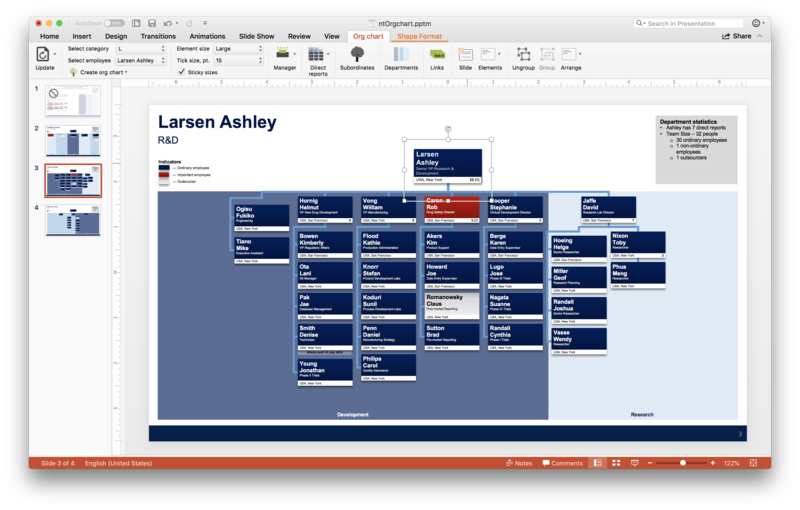 AutoSave OFF
ntOrgchart.pptm
Search in Presentation
Home Insert Design Transitions Animations Slide Show Review View Org chart Shape Format
Share
Update
Select category L
Select employee Larsen Ashley
Create org chart
Element size Large
Tick size, pt. 15
Sticky sizes
Manager
Direct reports
Subordinates
Departments
Links
Slide
Elements
Ungroup
Group
Arrange
1
2
3
4
Larsen Ashley
R&D
Indicators
— Ordinary employee
— Important employee
— Outsourcer
Larsen
Ashley
Senior VP Research &
Development
USA, New York 32 (1)
Department statistics
• Ashley has 7 direct reports
• Team Size – 32 people
o 30 ordinary employees
o 1 non-ordinary
employees
o 1 outsourcers
Ogisu
Fukiko
Engineering
USA, New York
Tiano
Mike
Executive Assistant
USA, New York
Hornig
Helmut
VP New Drug Development
USA, San Francisco
Bowen
Kimberly
VP Regulatory Affairs
USA, San Francisco
Ota
Lani
RS Manager
USA, New York
Pak
Jae
Database Management
USA, New York
Smith
Denise
Technician
USA, New York
Young
Jonathan
Phase II Trials
USA, New York
Vong
William
VP Manufacturing
USA, San Francisco
Flood
Kathie
Production Administration
USA, New York
Knorr
Stefan
Product Development Labs
USA, New York
Koduri
Sunil
Process Development Labs
USA, New York
Penn
Daniel
Manufacturing Strategy
USA, New York
Philips
Carol
Quality Assurance
USA, New York
Caron
Rob
Drug Safety Director
USA, San Francisco
Akers
Kim
Product Support
USA, San Francisco
Howard
Joe
Data Entry Supervisor
USA, New York
Romanowsky
Claus
Post-market Reporting
USA, New York
Sutton
Brad
Pre-market Reporting
USA, New York
Cooper
Stephanie
Clinical Development Director
USA, San Francisco
Berge
Karen
Data Entry Supervisor
USA, New York
Lugo
Jose
Phase IV Trials
USA, New York
Nagata
Suanne
Phase III Trials
USA, New York
Randall
Cynthia
Phase I Trials
USA, New York
Jaffe
David
Research Lab Director
USA, San Francisco 7
Hoeing
Helge
Senior Researcher
USA, San Francisco
Miller
Geof
Research Planning
USA, New York
Randall
Joshua
Senior Researcher
USA, New York
Vasse
Wendy
Researcher
USA, New York
Nixon
Toby
Researcher
USA, New York
Phua
Meng
Researcher
USA, New York
Development
Research
3
Slide 3 of 4 English (United States)
Notes Comments 122%